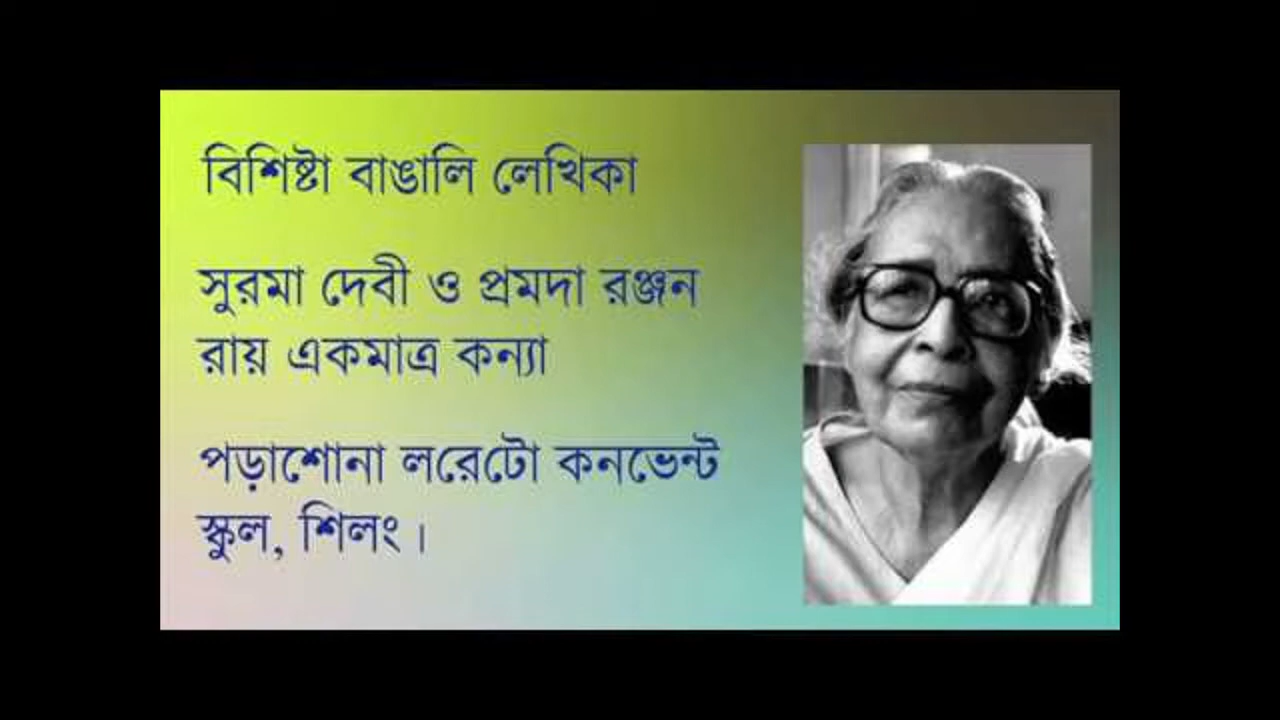 বিশিষ্টা বাঙালি লেখিকা
সুরমা দেবী ও প্রমদা রঞ্জন
রায় একমাত্র কন্যা
পড়াশোনা লরেটো কনভেন্ট
স্কুল, শিলং।